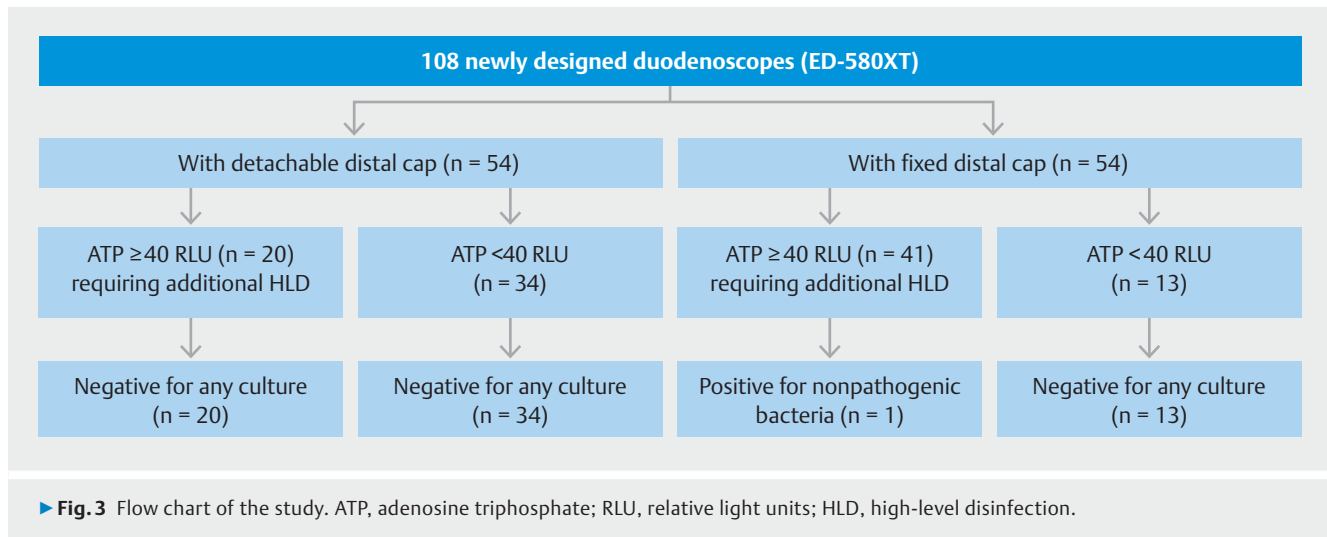 108 newly designed duodenoscopes (ED-580XT)
With detachable distal cap (n = 54)
With fixed distal cap (n = 54)
ATP ≥40 RLU (n = 20)
requiring additional HLD
ATP <40 RLU
(n = 34)
ATP ≥40 RLU (n = 41)
requiring additional HLD
ATP <40 RLU
(n = 13)
Negative for any culture
(n = 20)
Negative for any culture
(n = 34)
Positive for nonpathogenic
bacteria (n = 1)
Negative for any culture
(n = 13)
▶ Fig. 3 Flow chart of the study. ATP, adenosine triphosphate; RLU, relative light units; HLD, high-level disinfection.